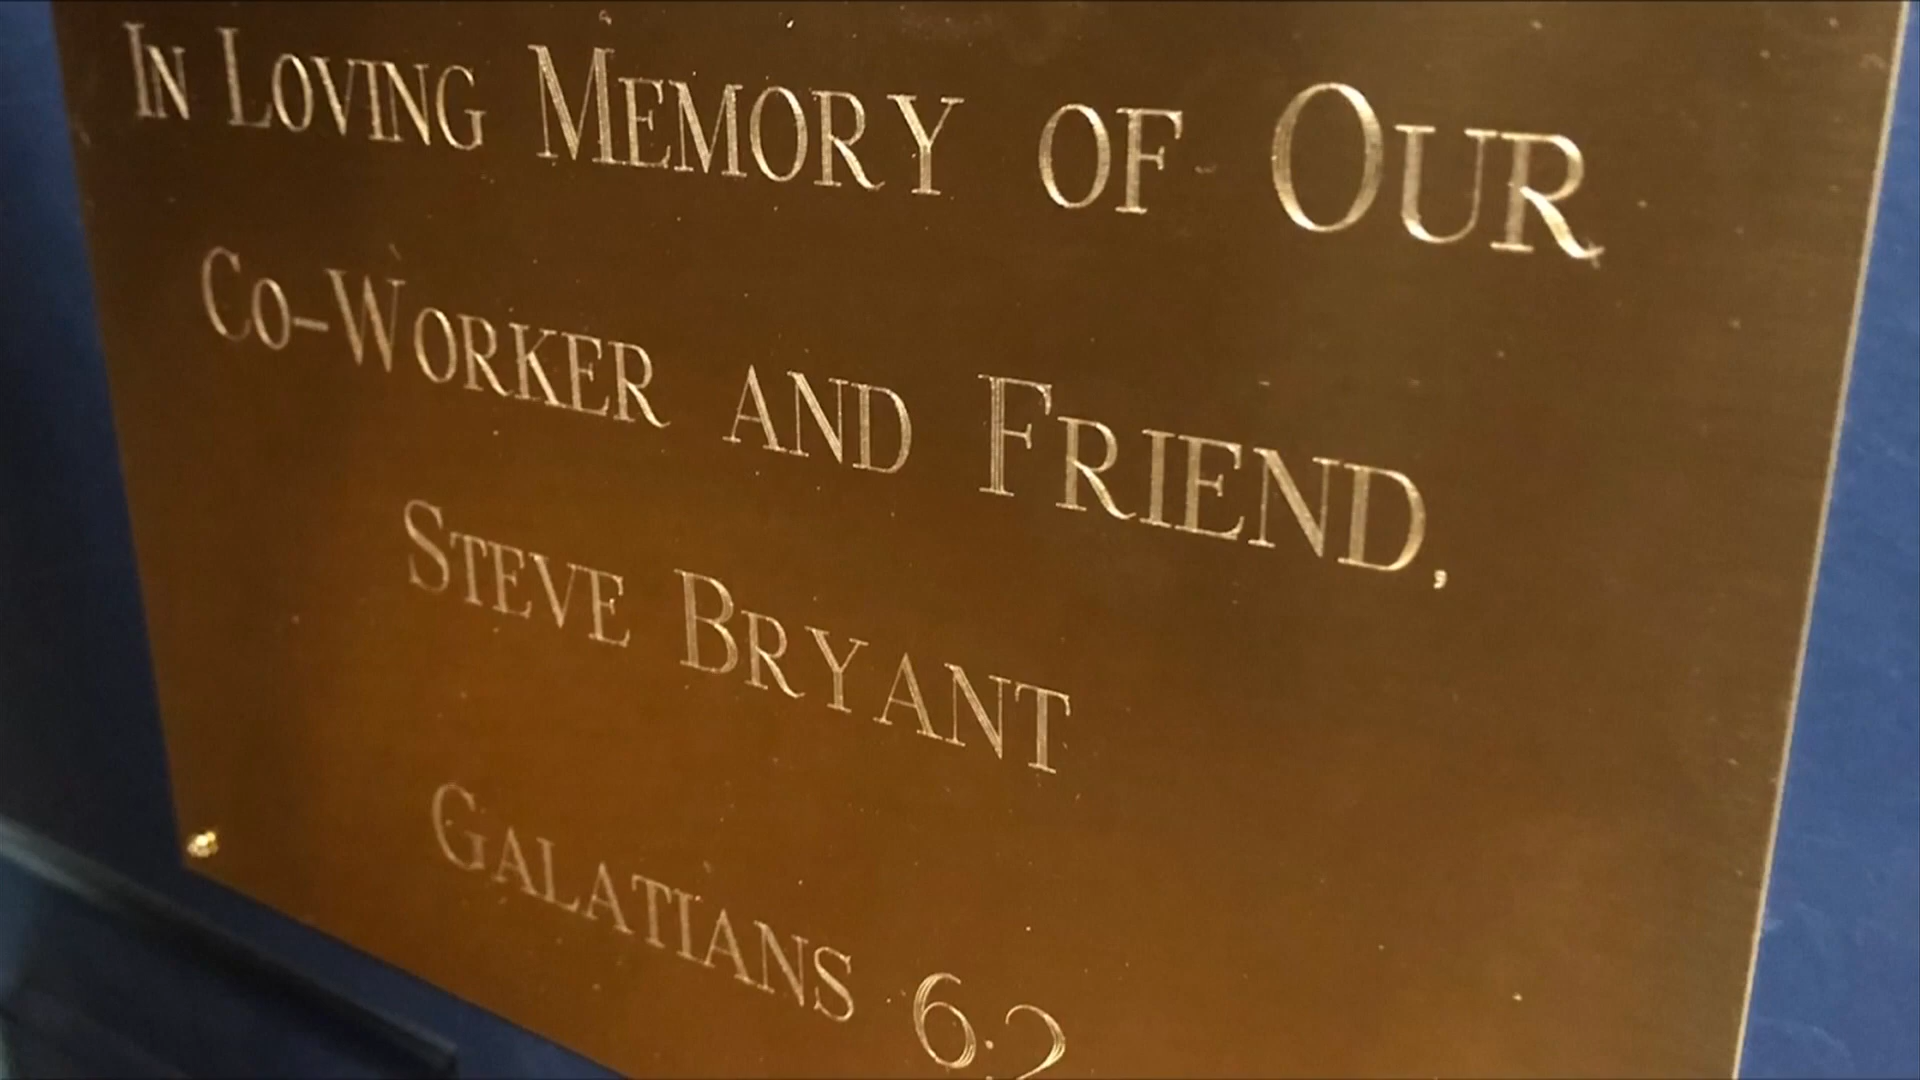 In Loving Memory of Our
Co-Worker and Friend,
Steve Bryant
Galatians 6:2